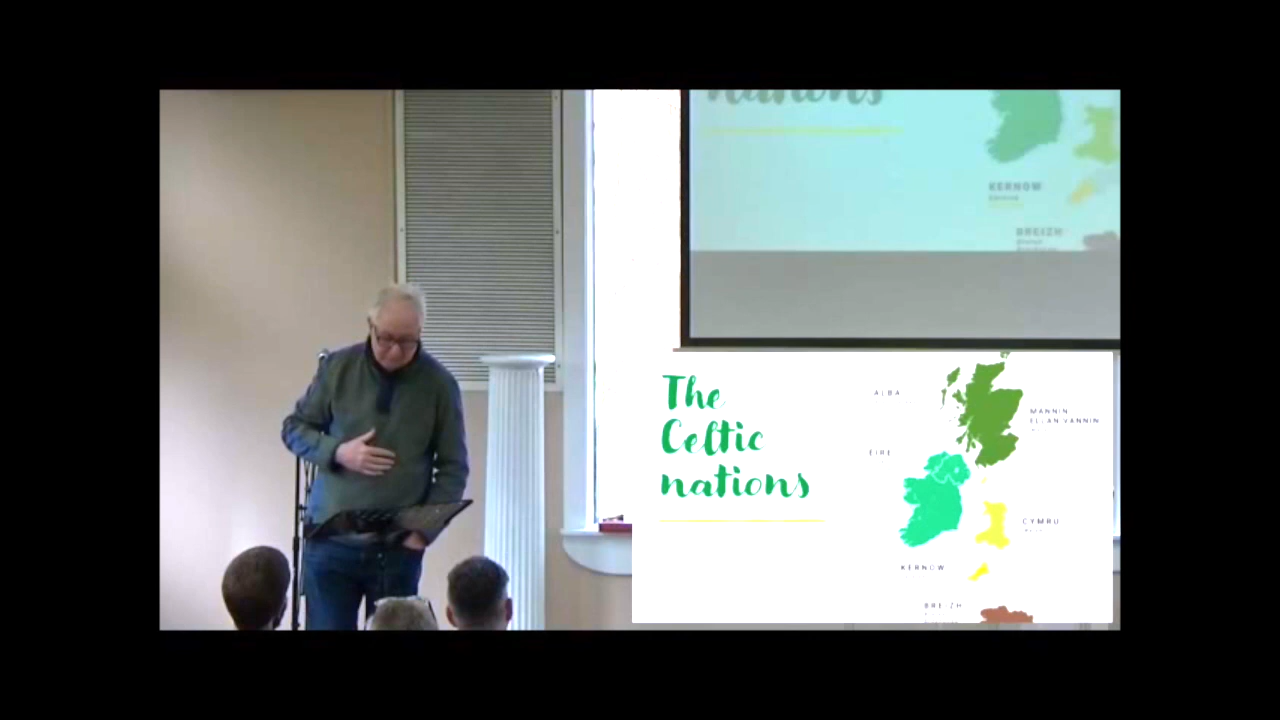 nations
KERNOW
BREIZH
The
Celtic
nations
ALBA
MANNIN
ELLAN VANNIN
ÉIRE
CYMRU
KERNOW
BREIZH